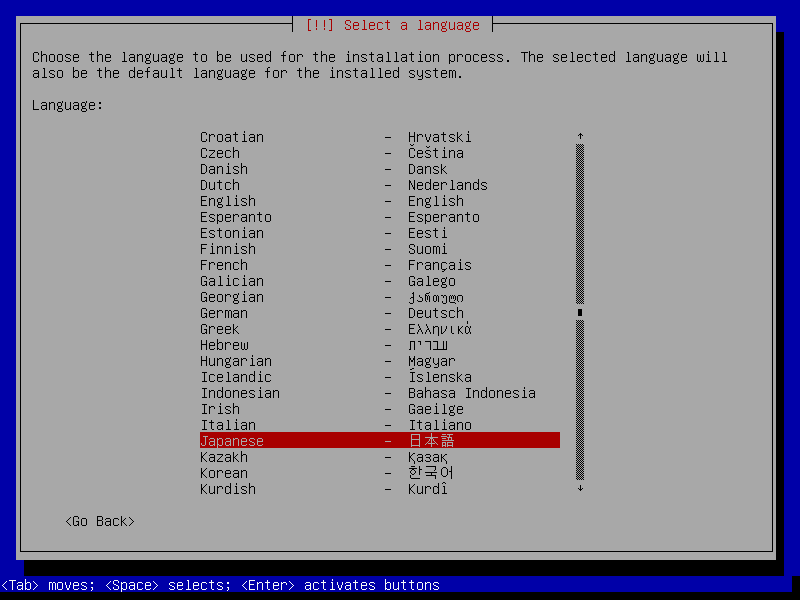 [!!] Select a language
Choose the language to be used for the installation process. The selected language will
also be the default language for the installed system.
Language:
Croatian - Hrvatski
Czech - Čeština
Danish - Dansk
Dutch - Nederlands
English - English
Esperanto - Esperanto
Estonian - Eesti
Finnish - Suomi
French - Français
Galician - Galego
Georgian - ქართული
German - Deutsch
Greek - Ελληνικά
Hebrew - עברית
Hungarian - Magyar
Icelandic - Íslenska
Indonesian - Bahasa Indonesia
Irish - Gaeilge
Italian - Italiano
Japanese - 日本語
Kazakh - Қазақ
Korean - 한국어
Kurdish - Kurdî
<Go Back>
<Tab> moves; <Space> selects; <Enter> activates buttons